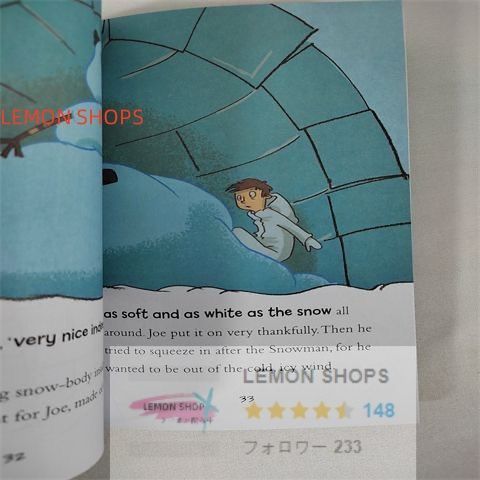 LEMON SHOPS
'very nice
snow-body
t for Joe, made
32
as soft and as white as the snow all
around. Joe put it on very thankfully. Then he
tried to squeeze in after the Snowman, for he
wanted to be out of the cold, icy wind.
33
LEMON SHOPS
LEMON SHOP
148
フォロワー 233